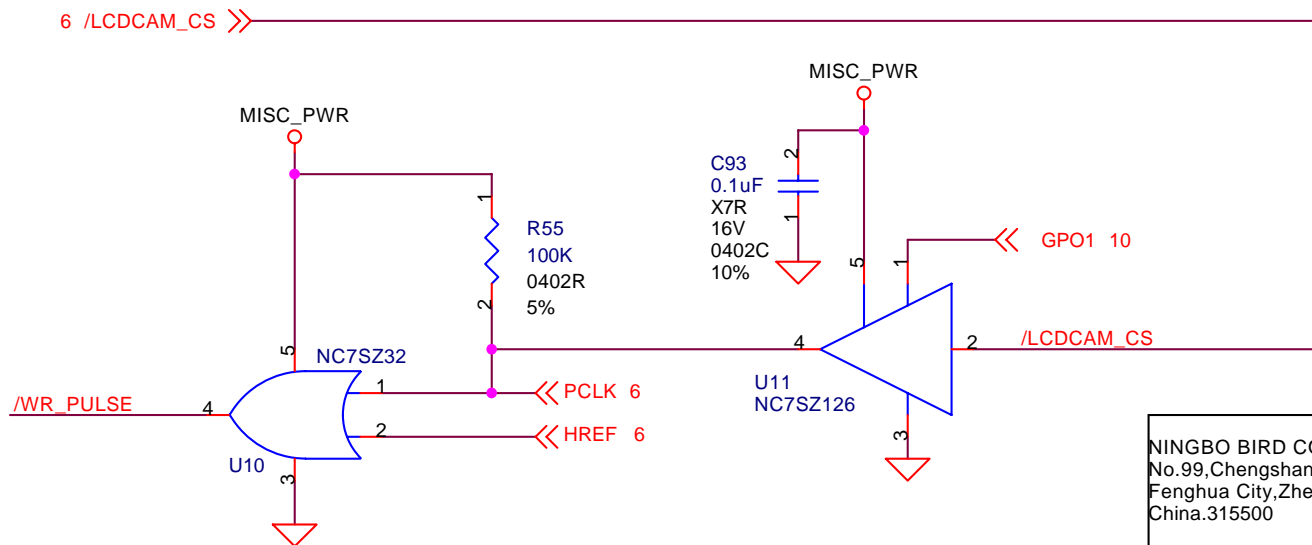 6 /LCDCAM_CS
MISC_PWR
MISC_PWR
C93
0.1uF
X7R
16V
0402C
10%
2
1
R55
100K
0402R
5%
1
2
GPO1 10
1
5
/LCDCAM_CS
2
4
U11
NC7SZ126
3
NC7SZ32
5
PCLK 6
1
HREF 6
2
/WR_PULSE
4
U10
3
NINGBO BIRD CO
No.99,Chengshan
Fenghua City,Zhe
China.315500